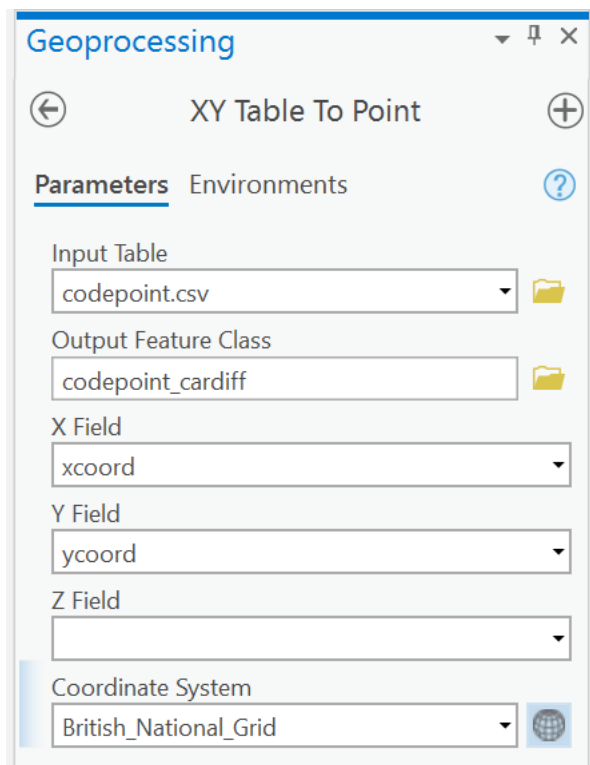 Geoprocessing
XY Table To Point
Parameters Environments
?
Input Table
codepoint.csv
Output Feature Class
codepoint_cardiff
X Field
xcoord
Y Field
ycoord
Z Field
Coordinate System
British_National_Grid